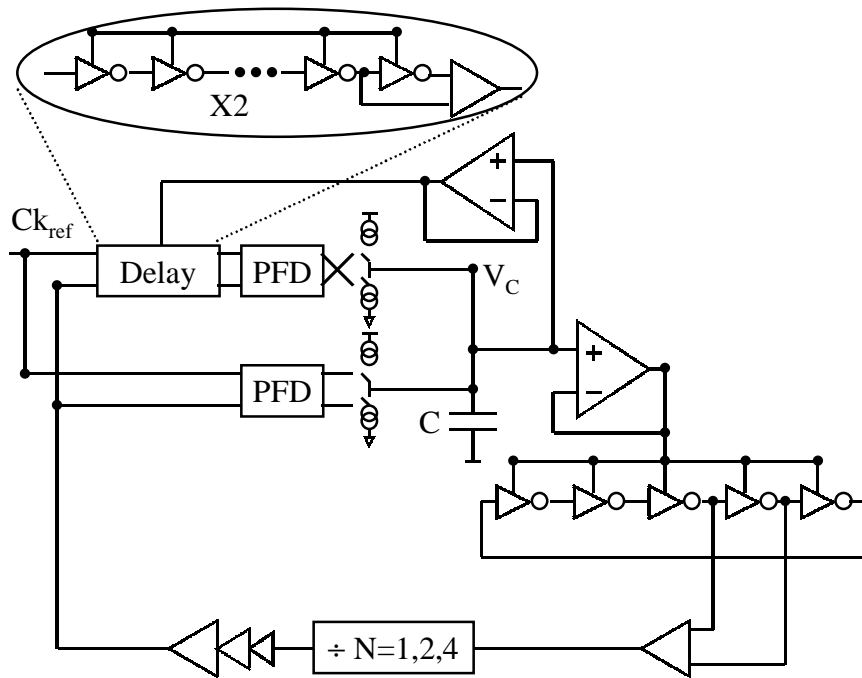 X2
+
−
Ck_ref
Delay
PFD
V_C
+
−
PFD
C
÷ N=1,2,4